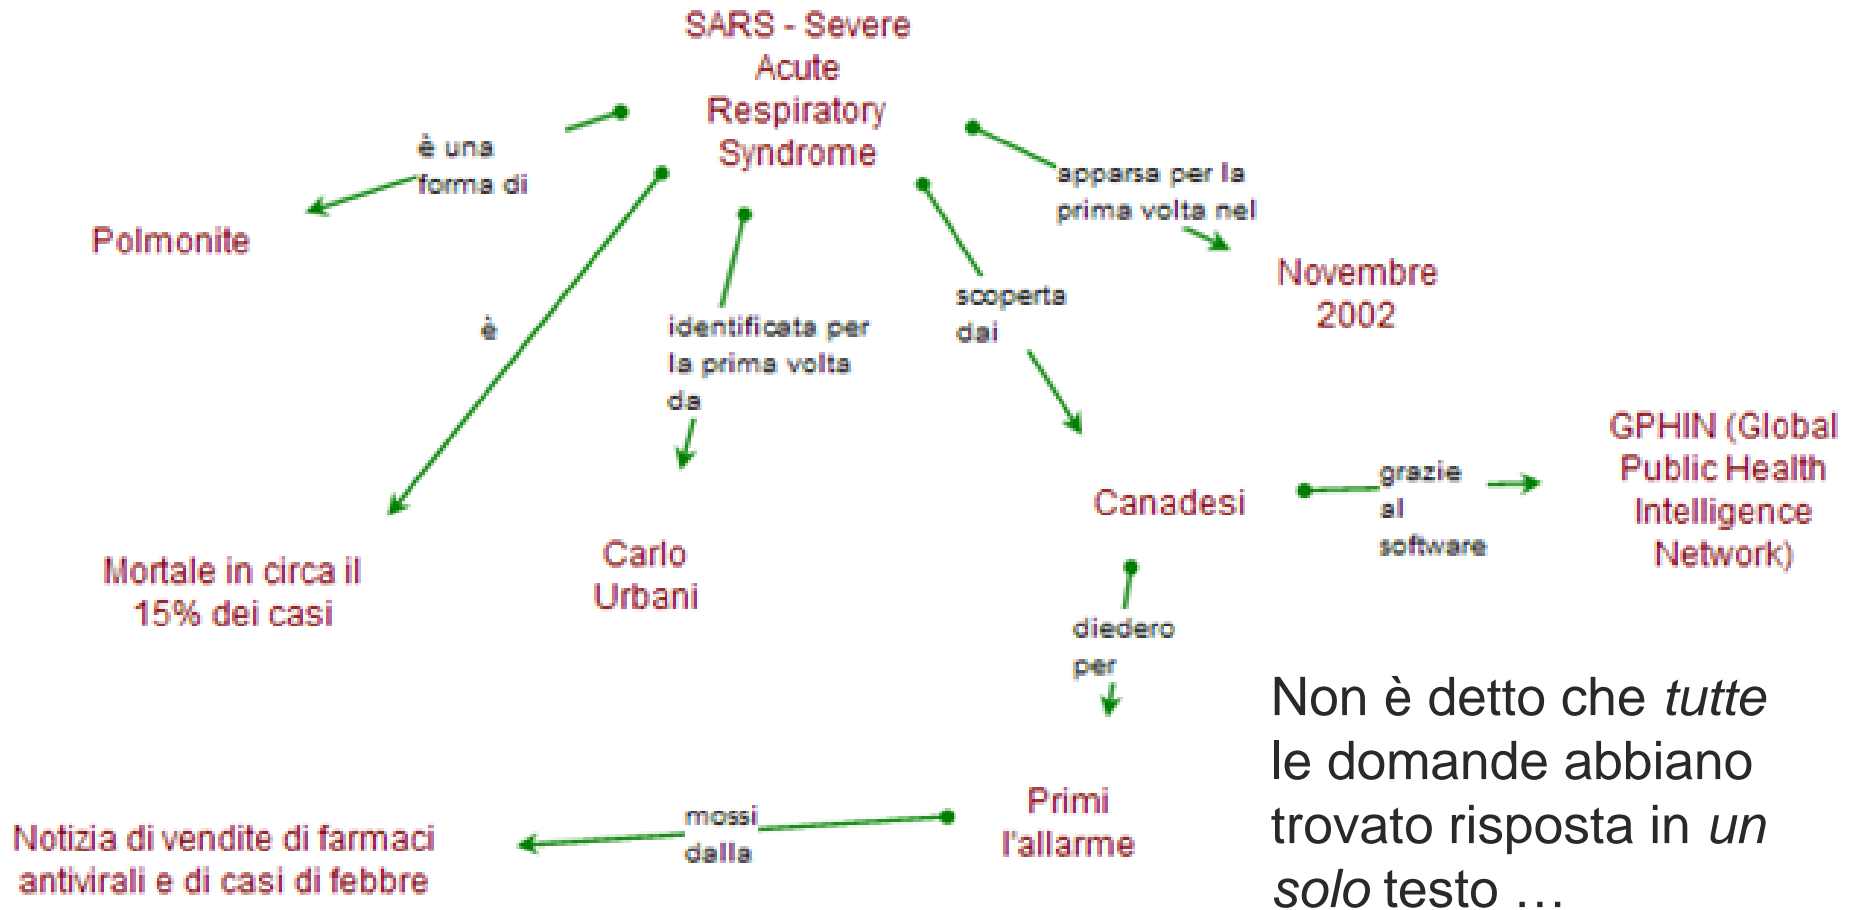 SARS - Severe
Acute
Respiratory
Syndrome
è una
forma di
Polmonite
è
Mortale in circa il
15% dei casi
identificata per
la prima volta
da
Carlo
Urbani
scoperta
dai
Canadesi
apparsa per la
prima volta nel
Novembre
2002
grazie
al
software
GPHIN (Global
Public Health
Intelligence
Network)
diedero
per
Primi
l'allarme
mossi
dalla
Notizia di vendite di farmaci
antivirali e di casi di febbre
Non è detto che tutte
le domande abbiano
trovato risposta in un
solo testo …